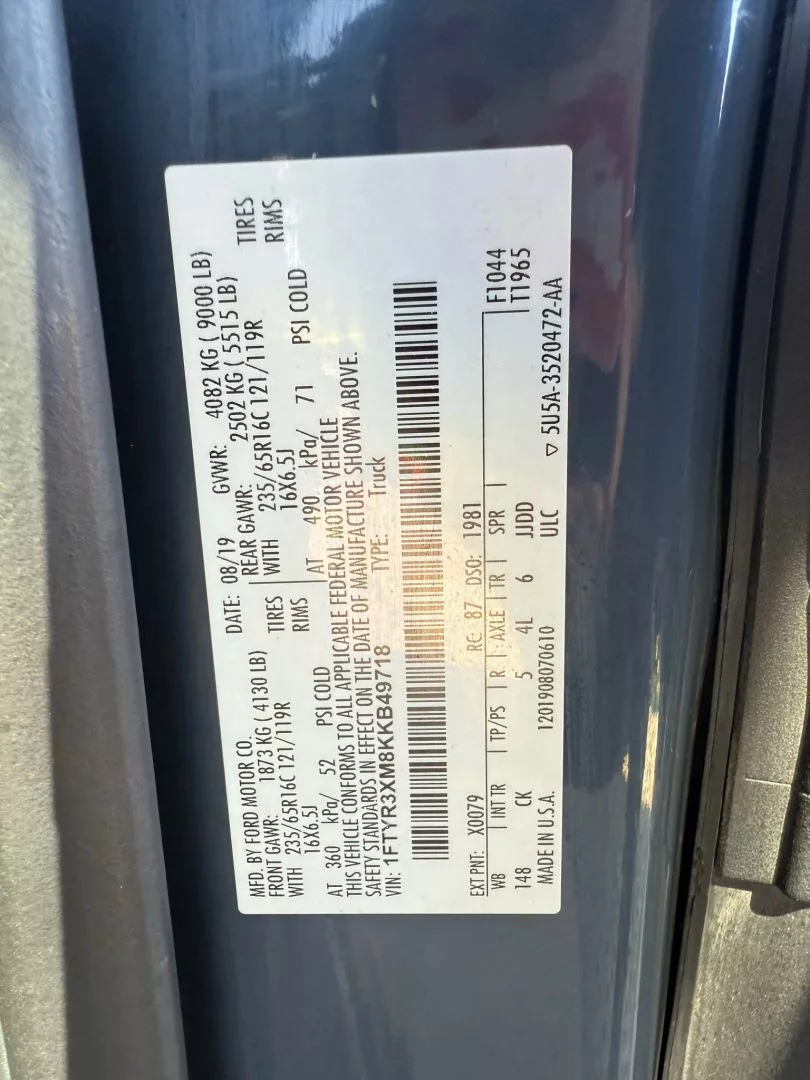 MFD. BY FORD MOTOR CO.
DATE: 08/19 GVWR: 4082 KG ( 9000 LB)
FRONT GAWR: 1873 KG ( 4130 LB)
REAR GAWR: 2502 KG ( 5515 LB)
WITH 235/65R16C 121/119R TIRES
WITH 235/65R16C 121/119R TIRES
16X6.5J RIMS
16X6.5J RIMS
AT 360 kPa/ 52 PSI COLD
AT 490 kPa/ 71 PSI COLD
THIS VEHICLE CONFORMS TO ALL APPLICABLE FEDERAL MOTOR VEHICLE
SAFETY STANDARDS IN EFFECT ON THE DATE OF MANUFACTURE SHOWN ABOVE.
VIN: 1FTYR3XM8KKB49718 TYPE: Truck
EXT PNT: X0079 RC: 87 DSO: 1981
WB INT TR TP/PS R AXLE TR SPR F1044
148 CK 5 4L 6 JJDD T1965
MADE IN U.S.A. 1201908070610 ULC
▽ 5U5A-3520472-AA